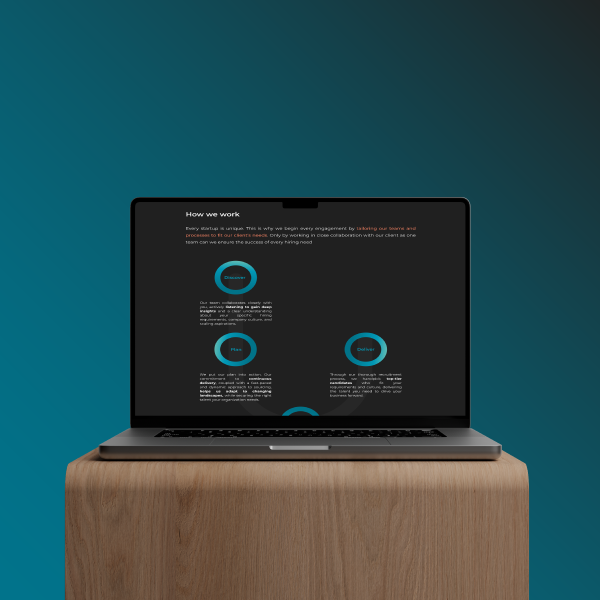 How we work
Every startup is unique. This is why we begin every engagement by tailoring our teams and
processes to fit our client's needs. Only by working in close collaboration with our client as one
team can we ensure the success of every hiring need
Discover
Our team collaborates closely with
you, actively listening to gain deep
insights and a clear understanding
about your specific hiring
requirements, company culture, and
scaling aspirations.
Plan
We put our plan into action. Our
commitment to continuous
delivery, coupled with a fast-paced
and dynamic approach to sourcing,
helps us adapt to changing
landscapes, while securing the right
talent your organization needs.
Deliver
Through our thorough recruitment
process, we handpick top-tier
candidates who fit your
requirements and culture, delivering
the talent you need to drive your
business forward.